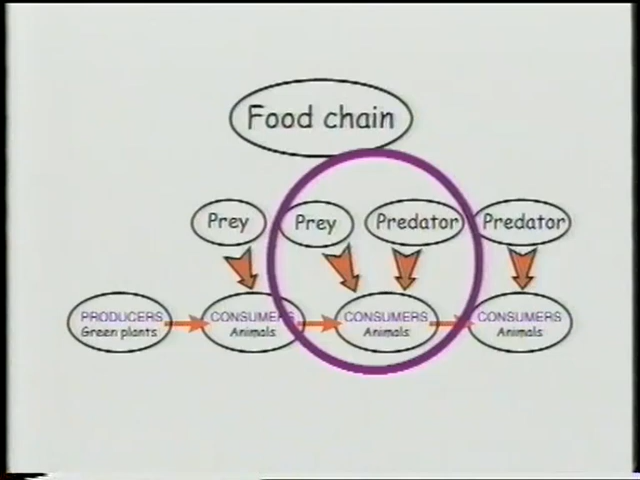 Food chain
Prey
Prey
Predator
Predator
PRODUCERS
Green plants
CONSUMERS
Animals
CONSUMERS
Animals
CONSUMERS
Animals